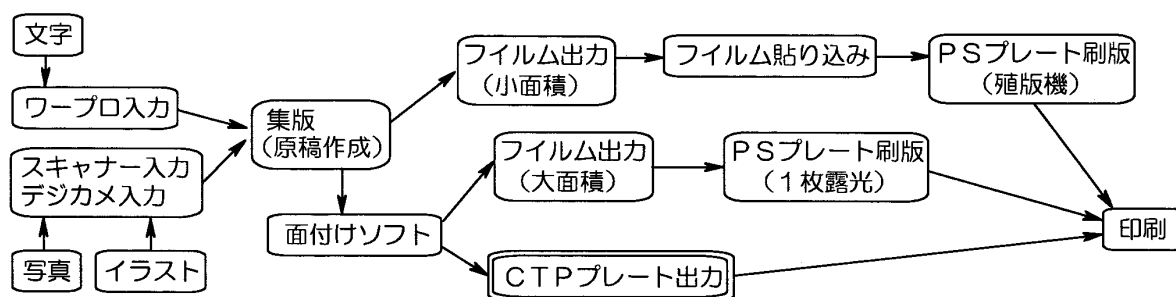 文字
ワープロ入力
スキャナー入力
デジカメ入力
写真
イラスト
集版
(原稿作成)
面付けソフト
フイルム出力
(小面積)
フイルム貼り込み
PSプレート刷版
(殖版機)
フイルム出力
(大面積)
PSプレート刷版
(1枚露光)
CTPプレート出力
印刷